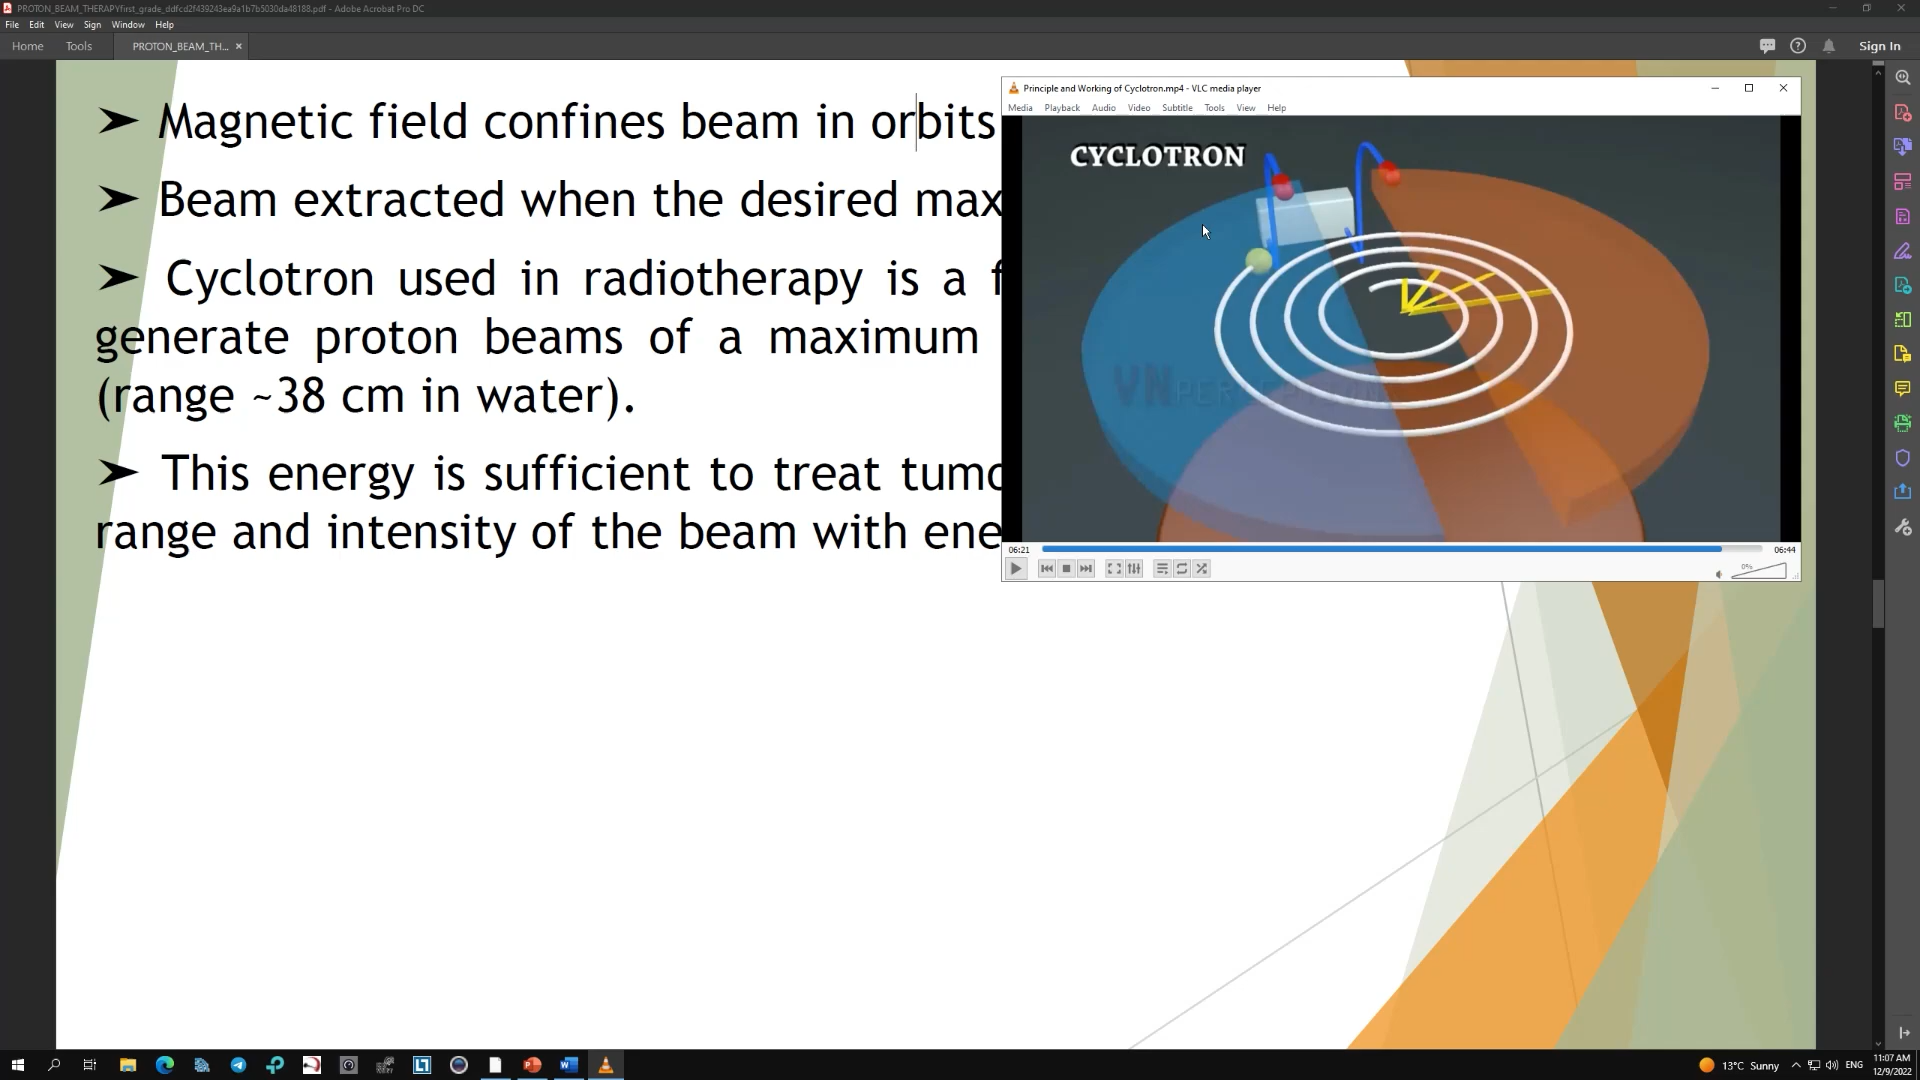 PROTON_BEAM_THERAPYfirst_grade_ddfcd2f439243ea9a1b7b5030da48188.pdf - Adobe Acrobat Pro DC
File Edit View Sign Window Help
Home Tools PROTON_BEAM_TH... × Sign In
Magnetic field confines beam in orbits
Beam extracted when the desired max
Cyclotron used in radiotherapy is a f
generate proton beams of a maximum
(range ~38 cm in water).
This energy is sufficient to treat tumo
range and intensity of the beam with ene
Principle and Working of Cyclotron.mp4 - VLC media player
Media Playback Audio Video Subtitle Tools View Help
CYCLOTRON
VN PERCEPTIONS
06:21 06:44
0%
13°C Sunny ENG
11:07 AM
12/9/2022